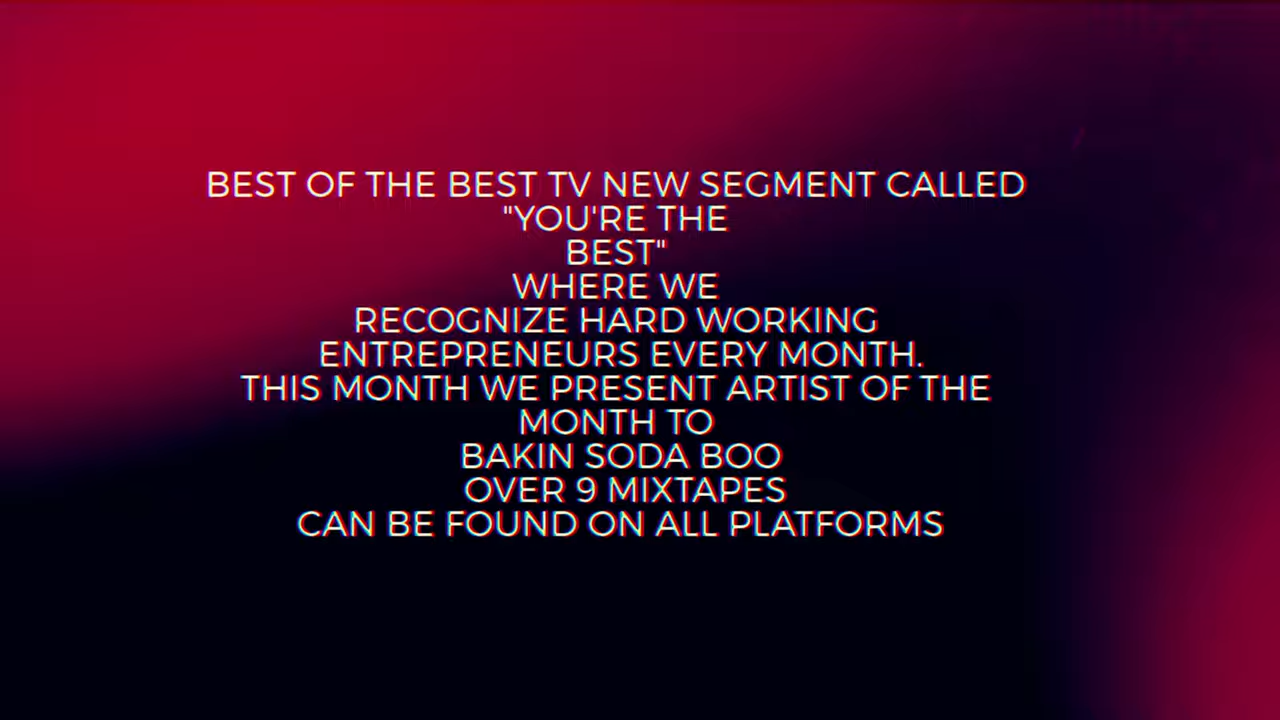 BEST OF THE BEST TV NEW SEGMENT CALLED
"YOU'RE THE
BEST"
WHERE WE
RECOGNIZE HARD WORKING
ENTREPRENEURS EVERY MONTH.
THIS MONTH WE PRESENT ARTIST OF THE
MONTH TO
BAKIN SODA BOO
OVER 9 MIXTAPES
CAN BE FOUND ON ALL PLATFORMS